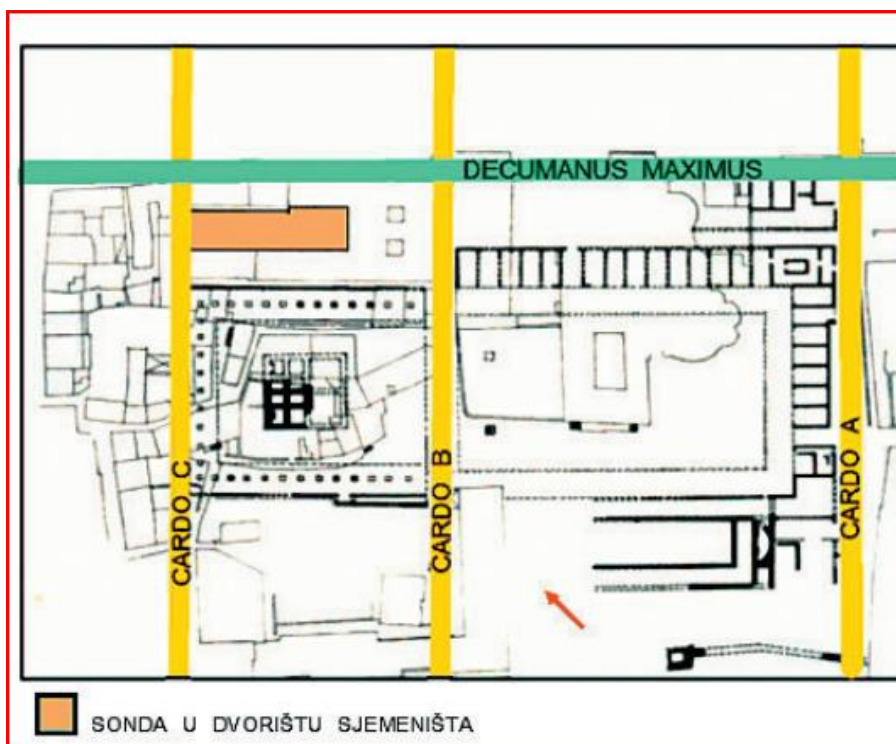 DECUMANUS MAXIMUS
CARDO C
CARDO B
CARDO A
SONDA U DVORIŠTU SJEMENIŠTA